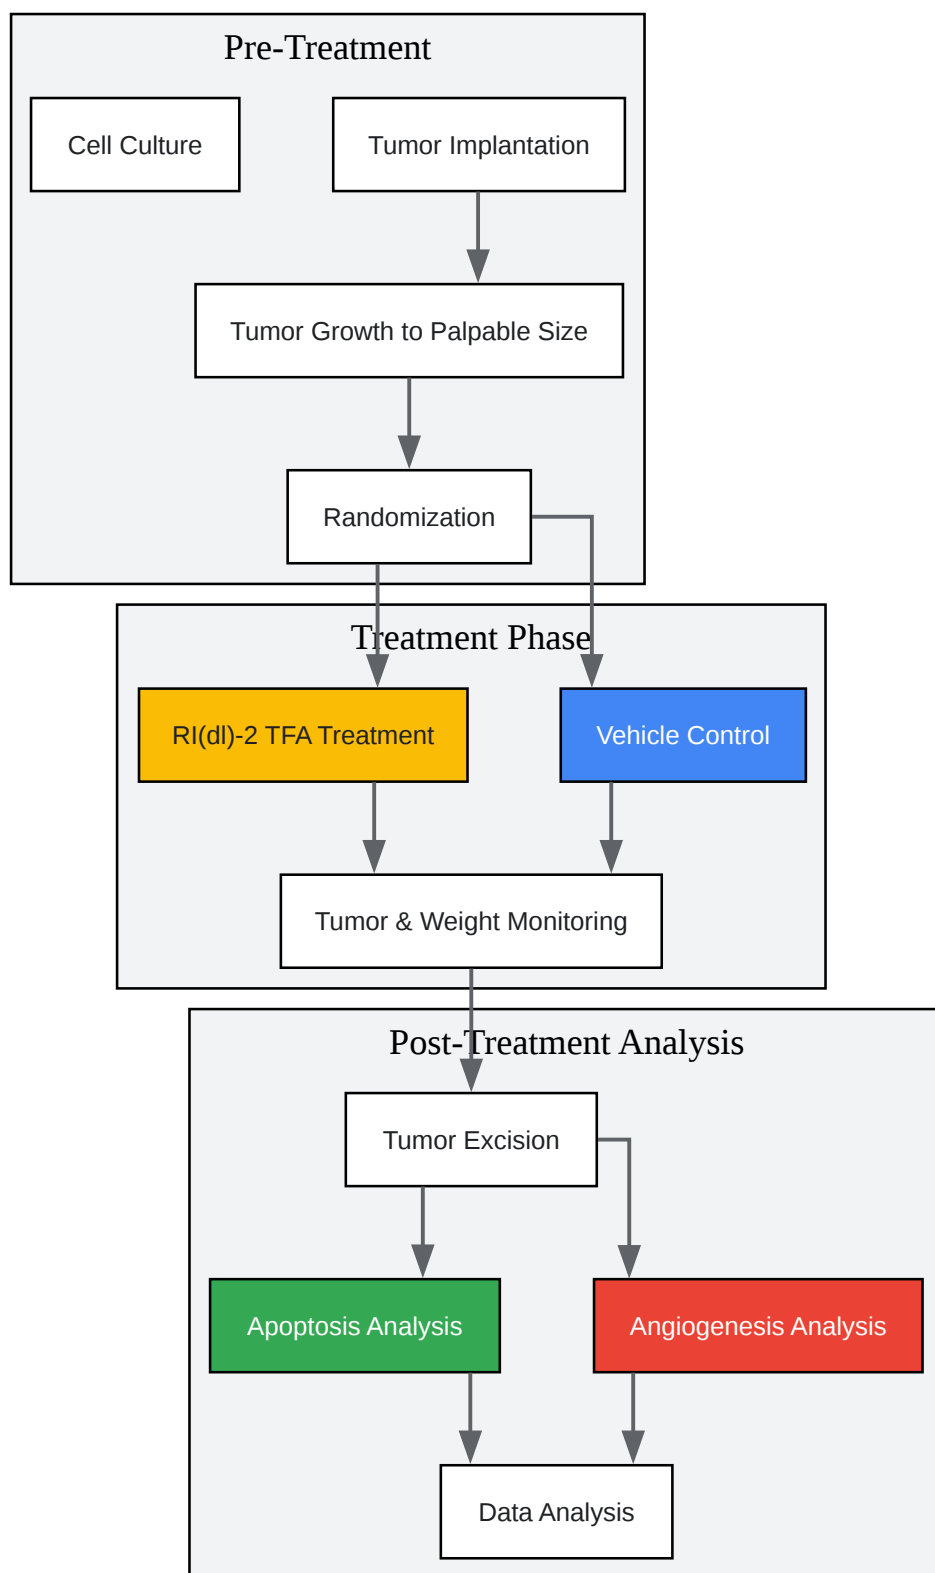 Pre-Treatment
Cell Culture
Tumor Implantation
Tumor Growth to Palpable Size
Randomization
Treatment Phase
RI(dl)-2 TFA Treatment
Vehicle Control
Tumor & Weight Monitoring
Post-Treatment Analysis
Tumor Excision
Apoptosis Analysis
Angiogenesis Analysis
Data Analysis